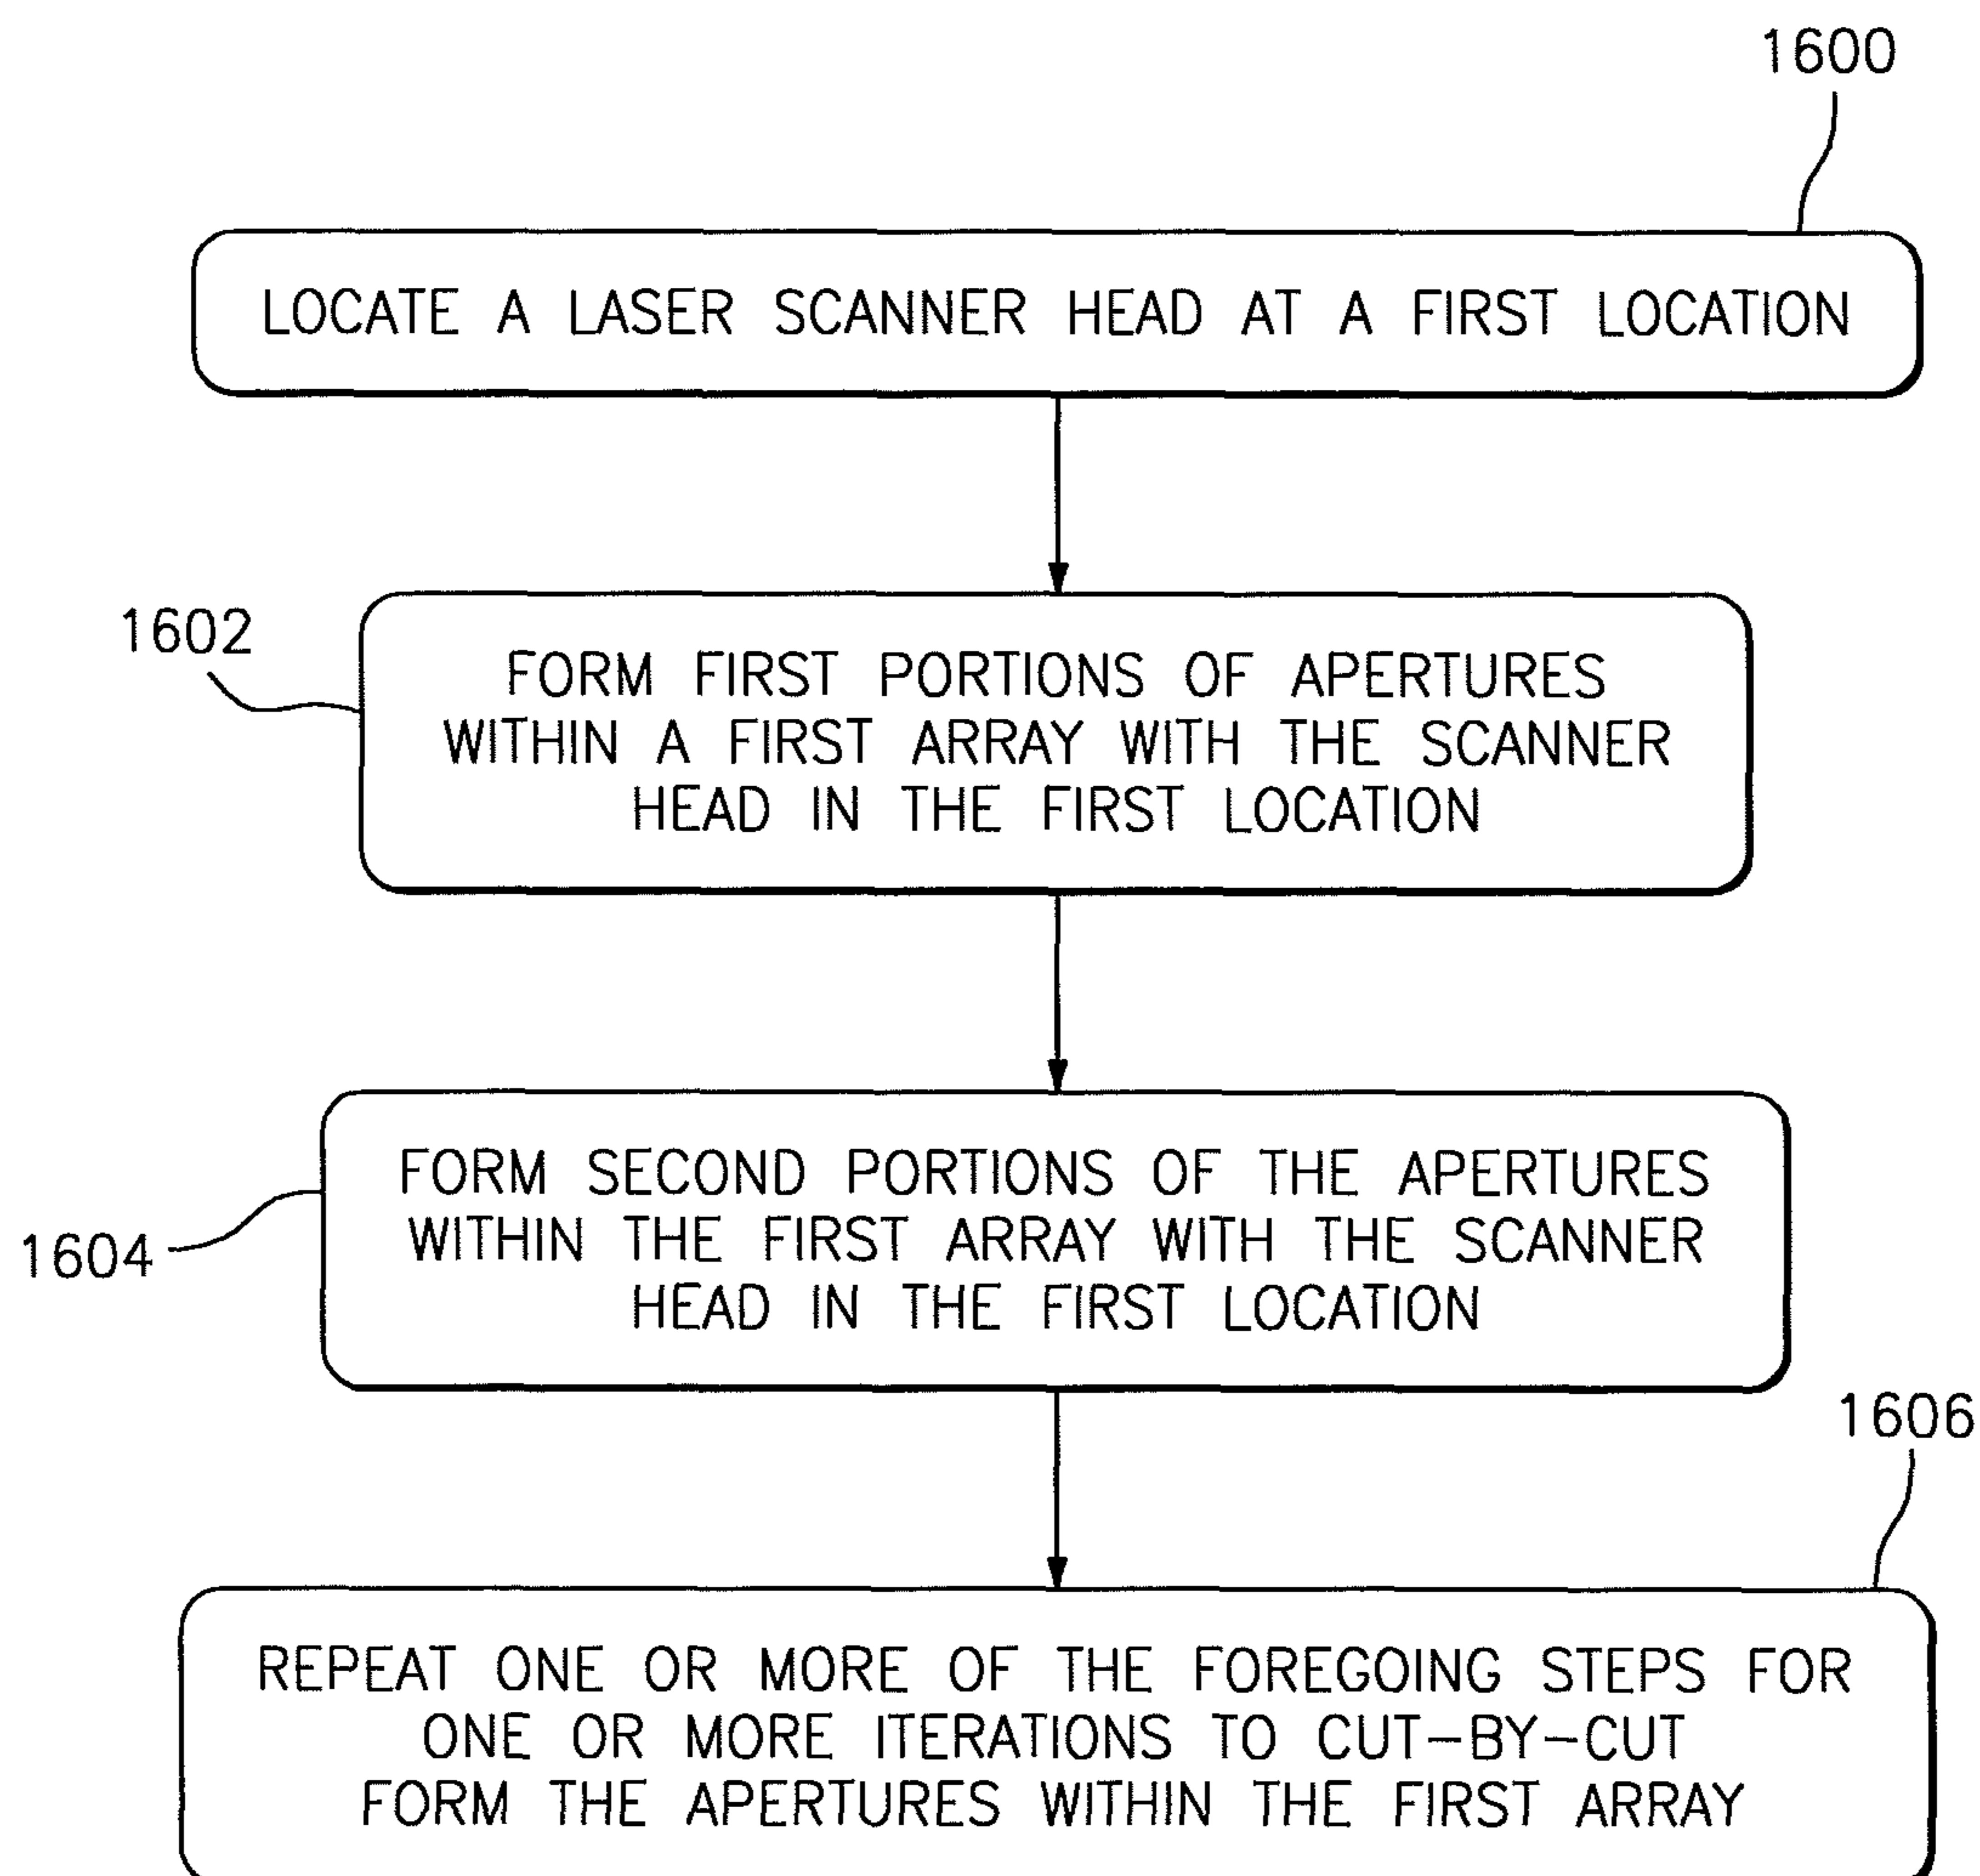 1600
LOCATE A LASER SCANNER HEAD AT A FIRST LOCATION
1602
FORM FIRST PORTIONS OF APERTURES
WITHIN A FIRST ARRAY WITH THE SCANNER
HEAD IN THE FIRST LOCATION
FORM SECOND PORTIONS OF THE APERTURES
WITHIN THE FIRST ARRAY WITH THE SCANNER
HEAD IN THE FIRST LOCATION
1604
1606
REPEAT ONE OR MORE OF THE FOREGOING STEPS FOR
ONE OR MORE ITERATIONS TO CUT-BY-CUT
FORM THE APERTURES WITHIN THE FIRST ARRAY